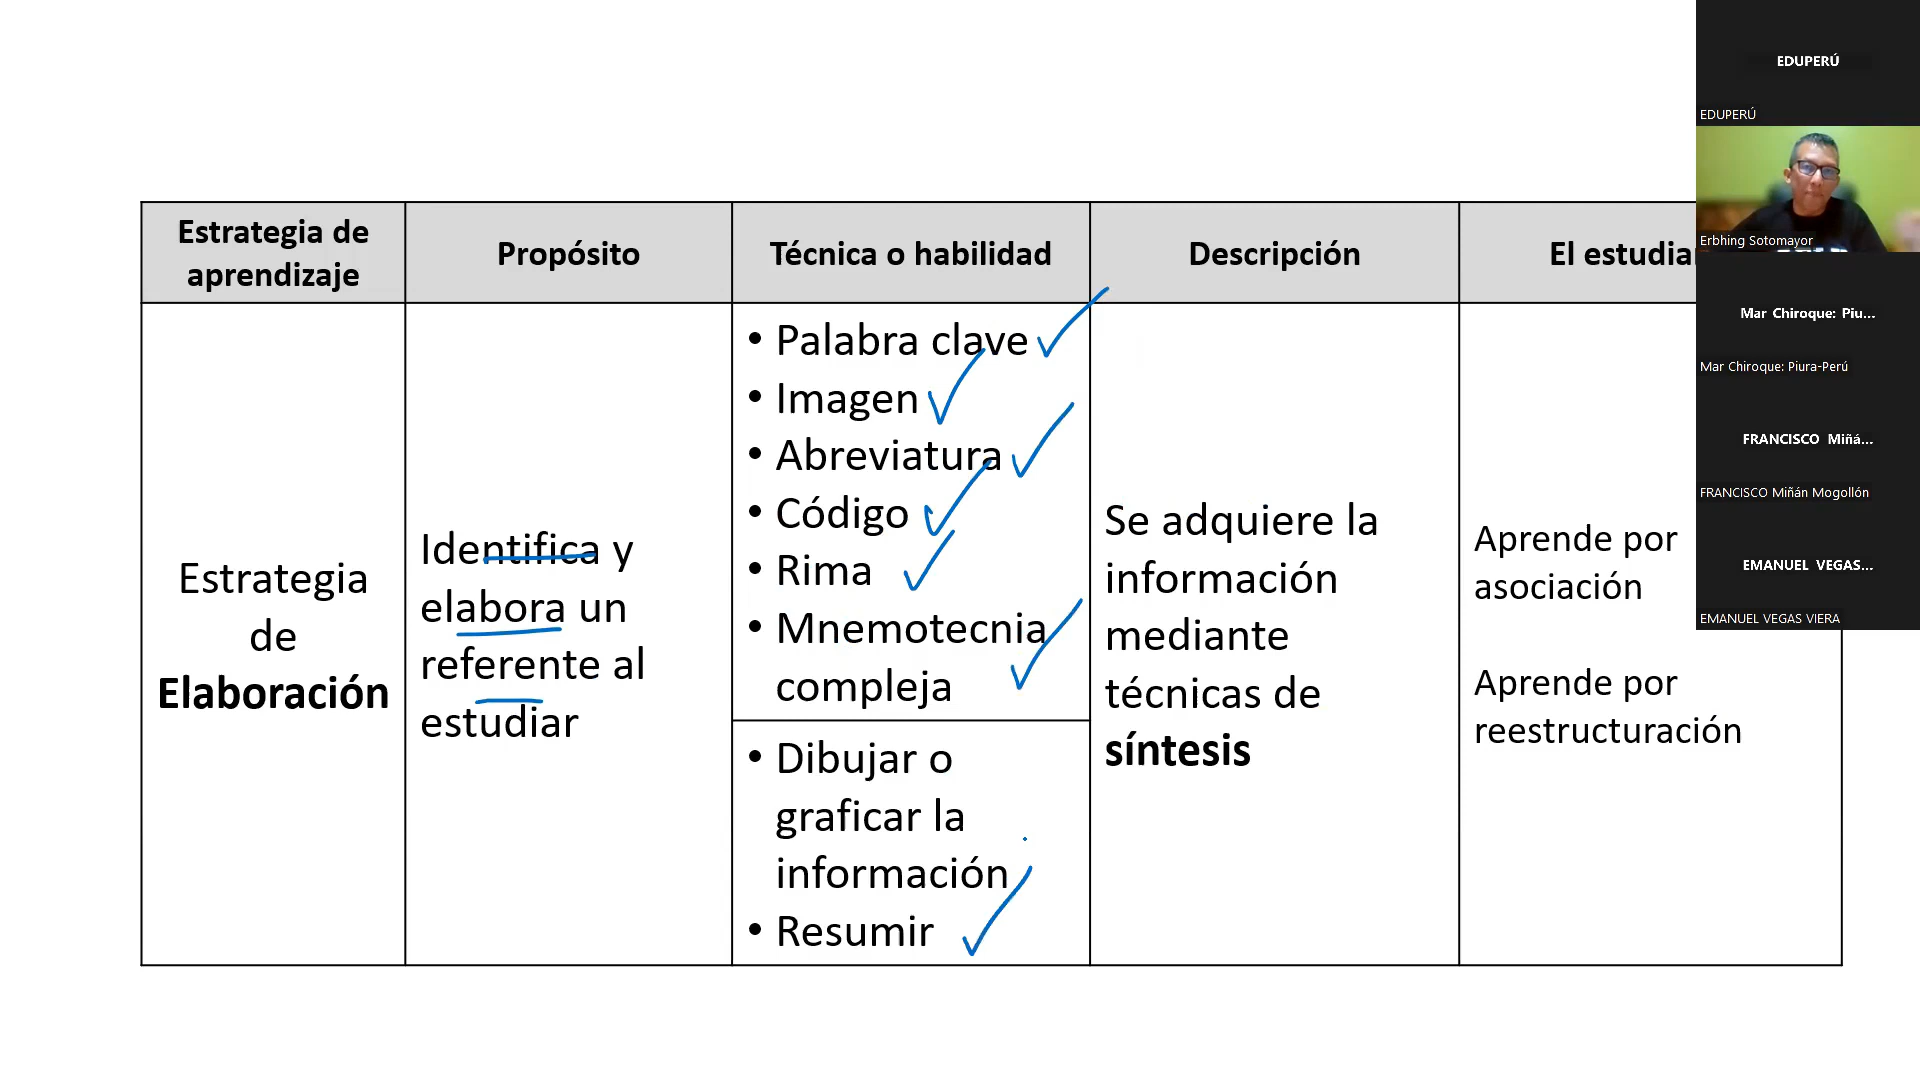 Estrategia de
aprendizaje
Propósito
Técnica o habilidad
Descripción
El
Estrategia
de
Elaboración
Identifica y
elabora un
referente al
estudiar
• Palabra clave
• Imagen
• Abreviatura
• Código
• Rima
• Mnemotecnia
compleja
• Dibujar o
graficar la
información
• Resumir
Se adquiere la
información
mediante
técnicas de
síntesis
Aprende por
asociación
Aprende por
reestructuración
EDUPERÚ
EDUPERÚ
Erbhing Sotomayor
Mar Chiroque: Piu...
Mar Chiroque: Piura-Perú
FRANCISCO Miñá...
FRANCISCO Miñán Mogollón
EMANUEL VEGAS...
EMANUEL VEGAS VIERA